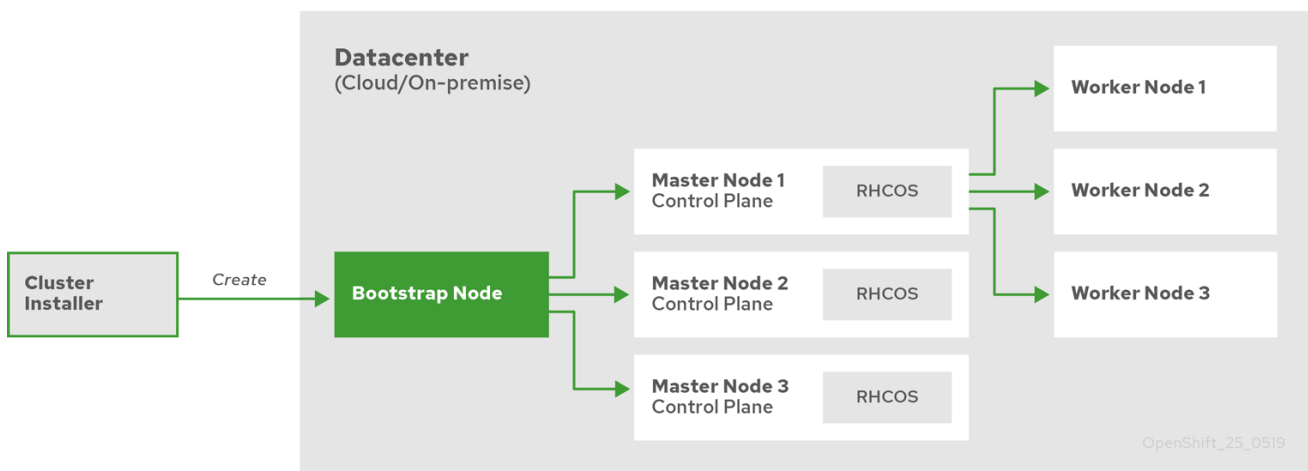 Datacenter
(Cloud/On-premise)
Cluster
Installer
Create
Bootstrap Node
Master Node 1
Control Plane
RHCOS
Master Node 2
Control Plane
RHCOS
Master Node 3
Control Plane
RHCOS
Worker Node 1
Worker Node 2
Worker Node 3
OpenShift_25_0519